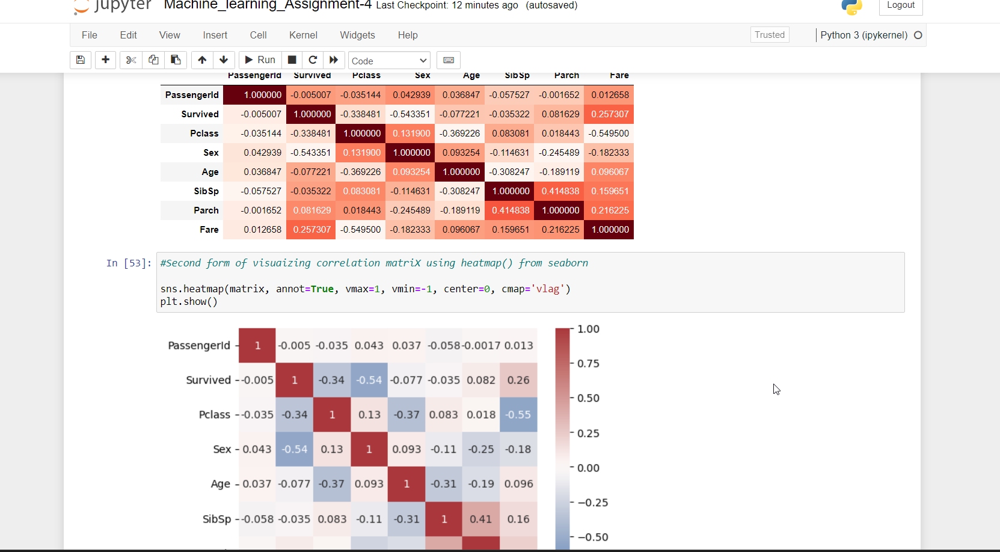 jupyter Machine_learning_Assignment-4 Last Checkpoint: 12 minutes ago (autosaved) Logout
File Edit View Insert Cell Kernel Widgets Help Trusted Python 3 (ipykernel)
Run Code
PassengerId Survived Pclass Sex Age SibSp Parch Fare
PassengerId 1.000000 -0.005007 -0.035144 0.042939 0.036847 -0.057527 -0.001652 0.012658
Survived -0.005007 1.000000 -0.338481 -0.543351 -0.077221 -0.035322 0.081629 0.257307
Pclass -0.035144 -0.338481 1.000000 0.131900 -0.369226 0.083081 0.018443 -0.549500
Sex 0.042939 -0.543351 0.131900 1.000000 0.093254 -0.114631 -0.245489 -0.182333
Age 0.036847 -0.077221 -0.369226 0.093254 1.000000 -0.308247 -0.189119 0.096067
SibSp -0.057527 -0.035322 0.083081 -0.114631 -0.308247 1.000000 0.414838 0.159651
Parch -0.001652 0.081629 0.018443 -0.245489 -0.189119 0.414838 1.000000 0.216225
Fare 0.012658 0.257307 -0.549500 -0.182333 0.096067 0.159651 0.216225 1.000000
In [53]: #Second form of visuaizing correlation matriX using heatmap() from seaborn
sns.heatmap(matrix, annot=True, vmax=1, vmin=-1, center=0, cmap='vlag')
plt.show()
PassengerId 1 -0.005 -0.035 0.043 0.037 -0.058 -0.0017 0.013
Survived -0.005 1 -0.34 -0.54 -0.077 -0.035 0.082 0.26
Pclass -0.035 -0.34 1 0.13 -0.37 0.083 0.018 -0.55
Sex 0.043 -0.54 0.13 1 0.093 -0.11 -0.25 -0.18
Age 0.037 -0.077 -0.37 0.093 1 -0.31 -0.19 0.096
SibSp -0.058 -0.035 0.083 -0.11 -0.31 1 0.41 0.16
1.00
0.75
0.50
0.25
0.00
−0.25
−0.50